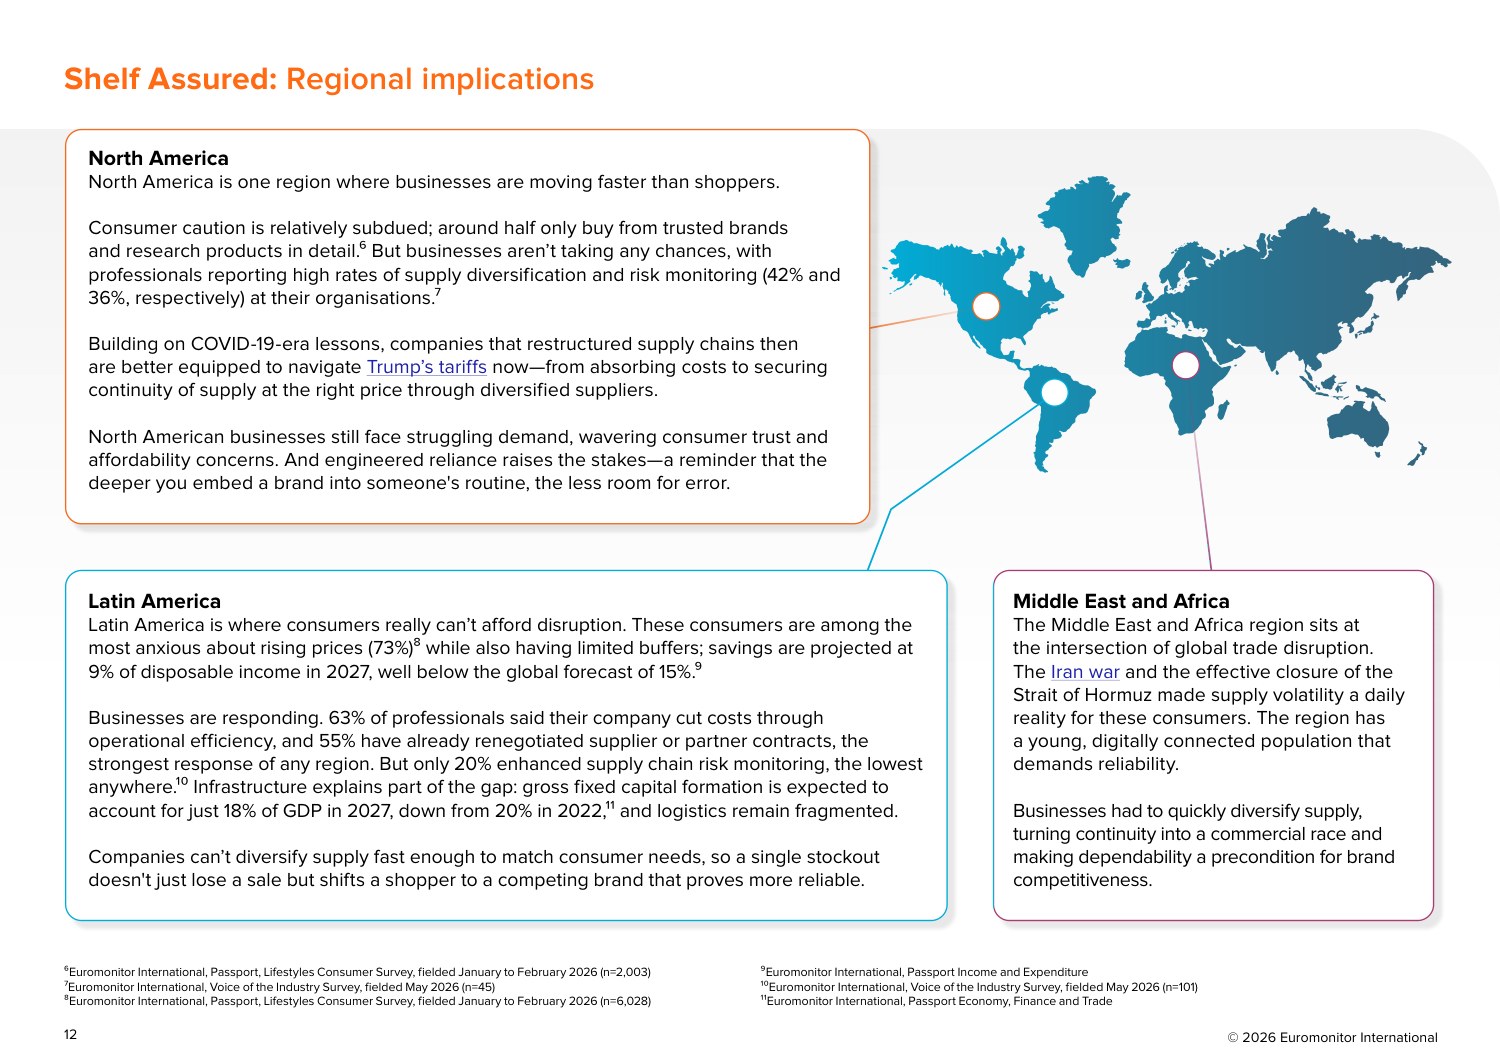 Shelf Assured: Regional implications
North America
North America is one region where businesses are moving faster than shoppers.
Consumer caution is relatively subdued; around half only buy from trusted brands
and research products in detail.⁶ But businesses aren’t taking any chances, with
professionals reporting high rates of supply diversification and risk monitoring (42% and
36%, respectively) at their organisations.⁷
Building on COVID-19-era lessons, companies that restructured supply chains then
are better equipped to navigate Trump’s tariffs now—from absorbing costs to securing
continuity of supply at the right price through diversified suppliers.
North American businesses still face struggling demand, wavering consumer trust and
affordability concerns. And engineered reliance raises the stakes—a reminder that the
deeper you embed a brand into someone's routine, the less room for error.
Latin America
Latin America is where consumers really can’t afford disruption. These consumers are among the
most anxious about rising prices (73%)⁸ while also having limited buffers; savings are projected at
9% of disposable income in 2027, well below the global forecast of 15%.⁹
Businesses are responding. 63% of professionals said their company cut costs through
operational efficiency, and 55% have already renegotiated supplier or partner contracts, the
strongest response of any region. But only 20% enhanced supply chain risk monitoring, the lowest
anywhere.¹⁰ Infrastructure explains part of the gap: gross fixed capital formation is expected to
account for just 18% of GDP in 2027, down from 20% in 2022,¹¹ and logistics remain fragmented.
Companies can’t diversify supply fast enough to match consumer needs, so a single stockout
doesn't just lose a sale but shifts a shopper to a competing brand that proves more reliable.
Middle East and Africa
The Middle East and Africa region sits at
the intersection of global trade disruption.
The Iran war and the effective closure of the
Strait of Hormuz made supply volatility a daily
reality for these consumers. The region has
a young, digitally connected population that
demands reliability.
Businesses had to quickly diversify supply,
turning continuity into a commercial race and
making dependability a precondition for brand
competitiveness.
⁶Euromonitor International, Passport, Lifestyles Consumer Survey, fielded January to February 2026 (n=2,003)
⁷Euromonitor International, Voice of the Industry Survey, fielded May 2026 (n=45)
⁸Euromonitor International, Passport, Lifestyles Consumer Survey, fielded January to February 2026 (n=6,028)
⁹Euromonitor International, Passport Income and Expenditure
¹⁰Euromonitor International, Voice of the Industry Survey, fielded May 2026 (n=101)
¹¹Euromonitor International, Passport Economy, Finance and Trade
12
© 2026 Euromonitor International